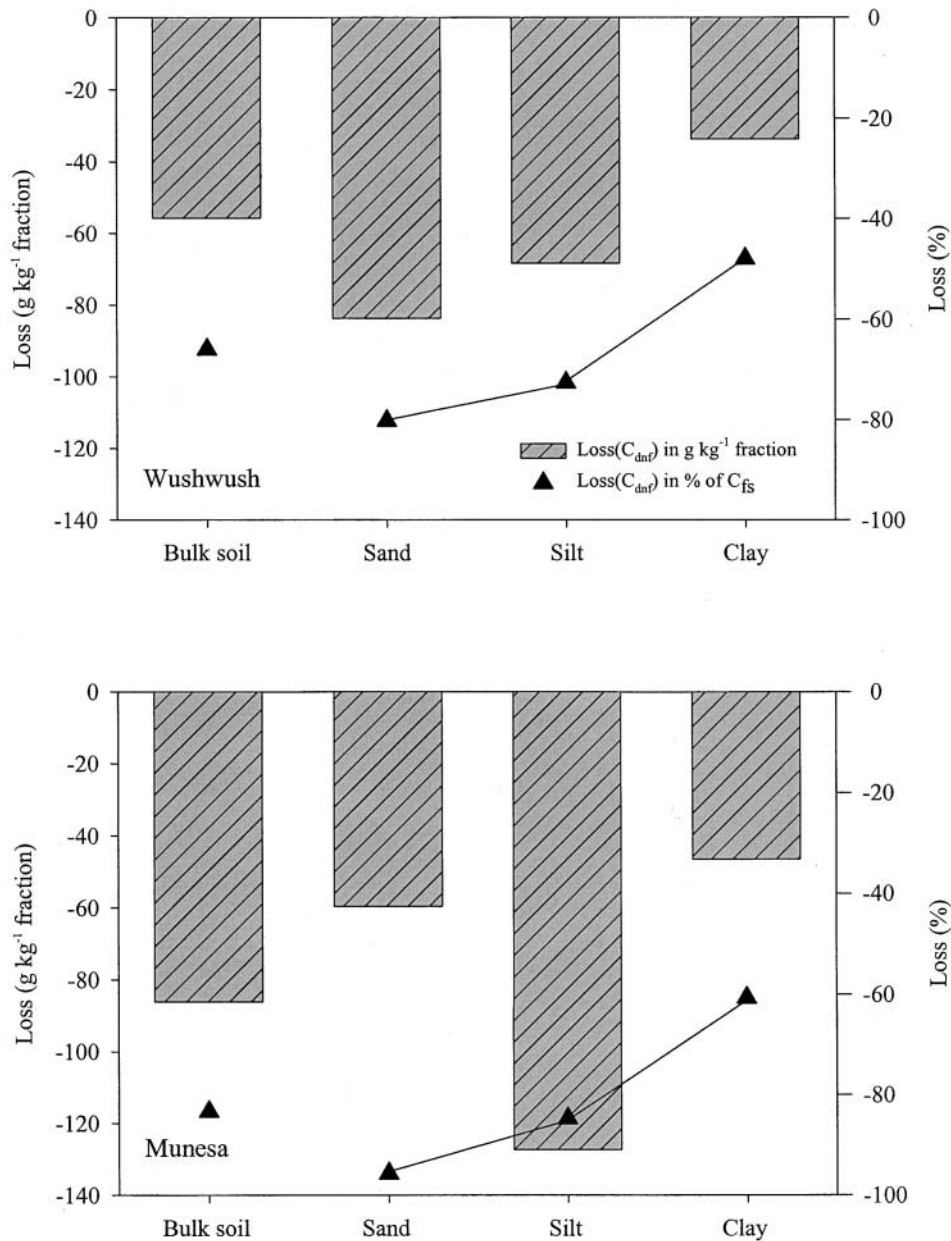 0
-20
-40
-60
-80
-100
-120
-140
Loss (g kg⁻¹ fraction)
0
-20
-40
-60
-80
-100
Loss (%)
Loss(C_dnf) in g kg⁻¹ fraction
Loss(C_dnf) in % of C_fs
Wushwush
Bulk soil Sand Silt Clay
0
-20
-40
-60
-80
-100
-120
-140
Loss (g kg⁻¹ fraction)
0
-20
-40
-60
-80
-100
Loss (%)
Munesa
Bulk soil Sand Silt Clay